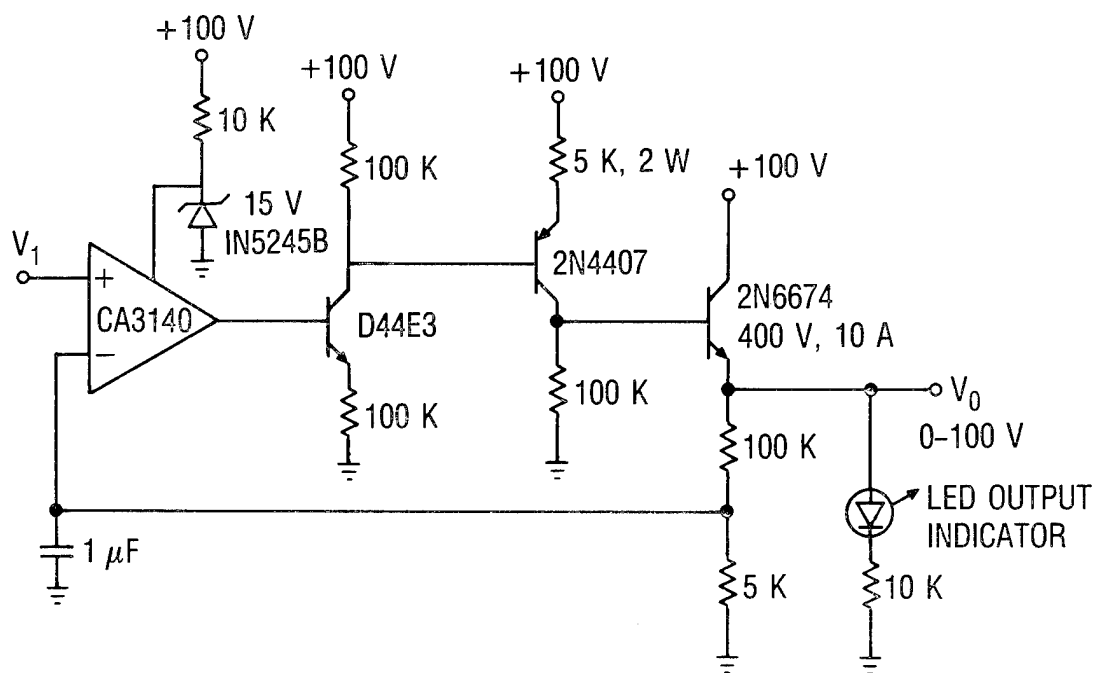 +100 V
+100 V
+100 V
10 K
100 K
5 K, 2 W
+100 V
15 V
IN5245B
V1
+
CA3140
−
D44E3
2N4407
2N6674
400 V, 10 A
100 K
100 K
100 K
V0
0–100 V
LED OUTPUT
INDICATOR
1 μF
5 K
10 K